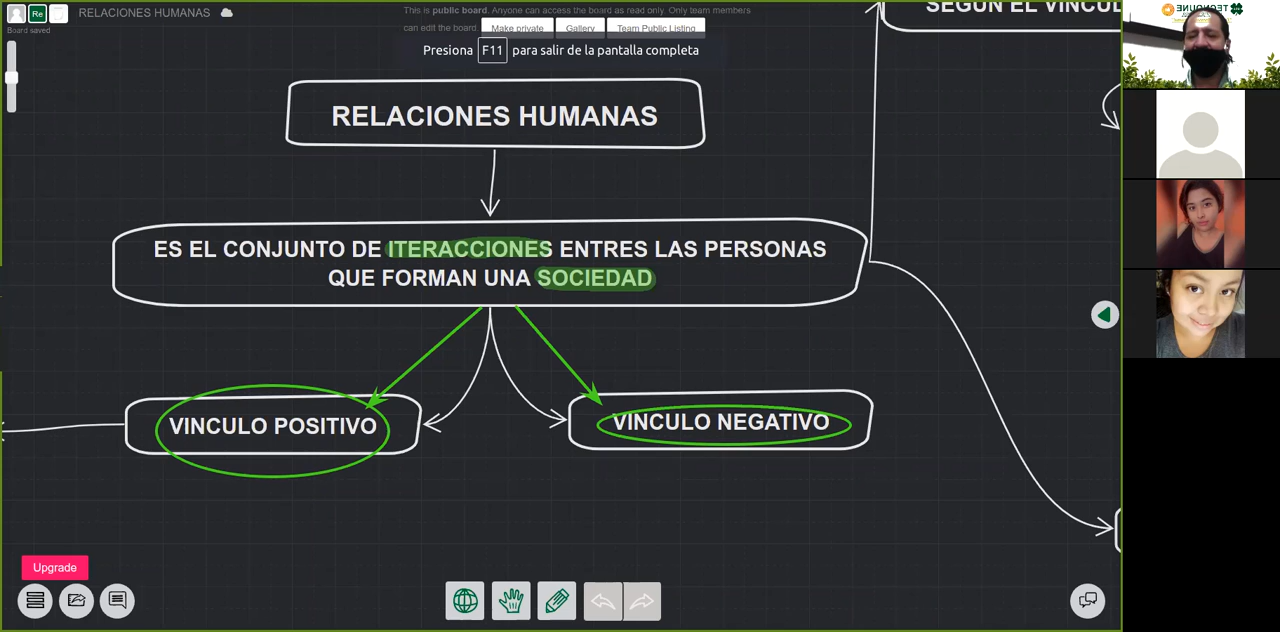 Re
RELACIONES HUMANAS
Board saved
This is public board. Anyone can access the board as read only. Only team members
can edit the board.
Make private
Gallery
Team Public Listing
Presiona F11 para salir de la pantalla completa
SEGÚN EL VINCUL
TECNOUNE
RELACIONES HUMANAS
ES EL CONJUNTO DE ITERACCIONES ENTRES LAS PERSONAS
QUE FORMAN UNA SOCIEDAD
VINCULO POSITIVO
VINCULO NEGATIVO
Upgrade